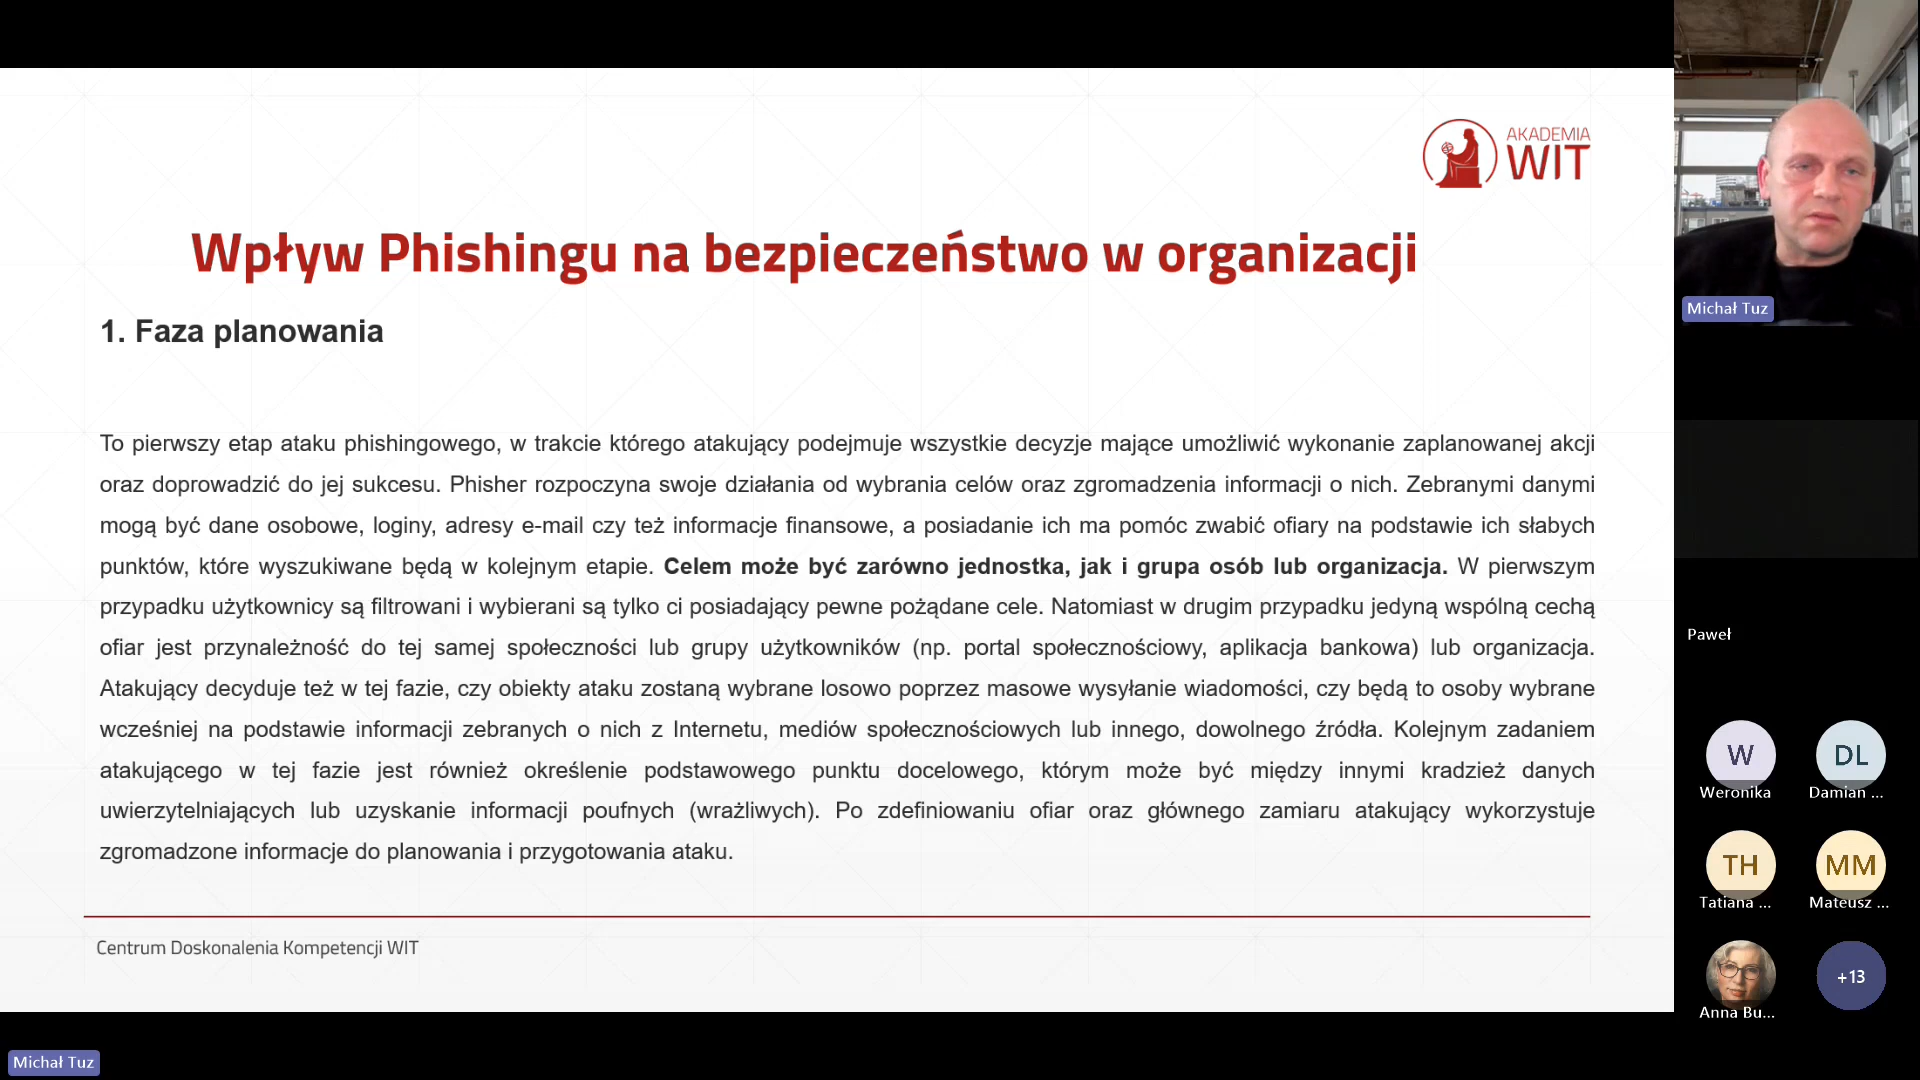 AKADEMIA
WIT
Wpływ Phishingu na bezpieczeństwo w organizacji
1. Faza planowania
To pierwszy etap ataku phishingowego, w trakcie którego atakujący podejmuje wszystkie decyzje mające umożliwić wykonanie zaplanowanej akcji
oraz doprowadzić do jej sukcesu. Phisher rozpoczyna swoje działania od wybrania celów oraz zgromadzenia informacji o nich. Zebranymi danymi
mogą być dane osobowe, loginy, adresy e-mail czy też informacje finansowe, a posiadanie ich ma pomóc zwabić ofiary na podstawie ich słabych
punktów, które wyszukiwane będą w kolejnym etapie. Celem może być zarówno jednostka, jak i grupa osób lub organizacja. W pierwszym
przypadku użytkownicy są filtrowani i wybierani są tylko ci posiadający pewne pożądane cele. Natomiast w drugim przypadku jedyną wspólną cechą
ofiar jest przynależność do tej samej społeczności lub grupy użytkowników (np. portal społecznościowy, aplikacja bankowa) lub organizacja.
Atakujący decyduje też w tej fazie, czy obiekty ataku zostaną wybrane losowo poprzez masowe wysyłanie wiadomości, czy będą to osoby wybrane
wcześniej na podstawie informacji zebranych o nich z Internetu, mediów społecznościowych lub innego, dowolnego źródła. Kolejnym zadaniem
atakującego w tej fazie jest również określenie podstawowego punktu docelowego, którym może być między innymi kradzież danych
uwierzytelniających lub uzyskanie informacji poufnych (wrażliwych). Po zdefiniowaniu ofiar oraz głównego zamiaru atakujący wykorzystuje
zgromadzone informacje do planowania i przygotowania ataku.
Centrum Doskonalenia Kompetencji WIT
Michał Tuz
Michał Tuz
Paweł
W
DL
Weronika
Damian ...
TH
MM
Tatiana ...
Mateusz ...
+13
Anna Bu...